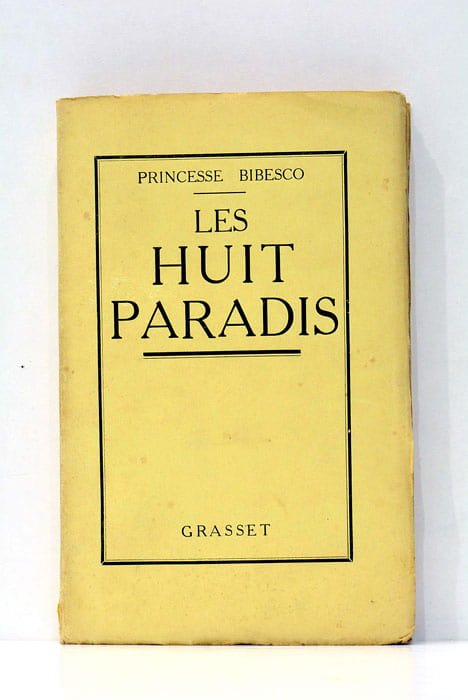 PRINCESSE BIBESCO
LES
HUIT
PARADIS
GRASSET